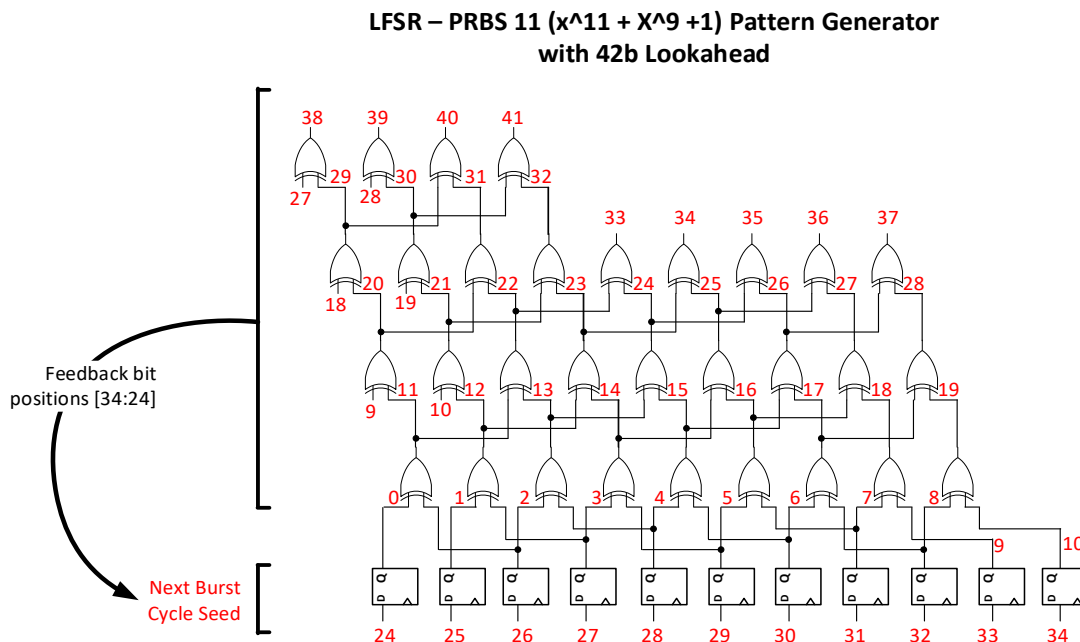 LFSR – PRBS 11 (x^11 + X^9 +1) Pattern Generator
with 42b Lookahead
38 39 40 41
29 30 31 32
27 28
33 34 35 36 37
20 21 22 23 24 25 26 27 28
18 19
Feedback bit
positions [34:24]
11 12 13 14 15 16 17 18 19
9 10
0 1 2 3 4 5 6 7 8
9 10
Next Burst
Cycle Seed
D Q D Q D Q D Q D Q D Q D Q D Q D Q D Q D Q
24 25 26 27 28 29 30 31 32 33 34